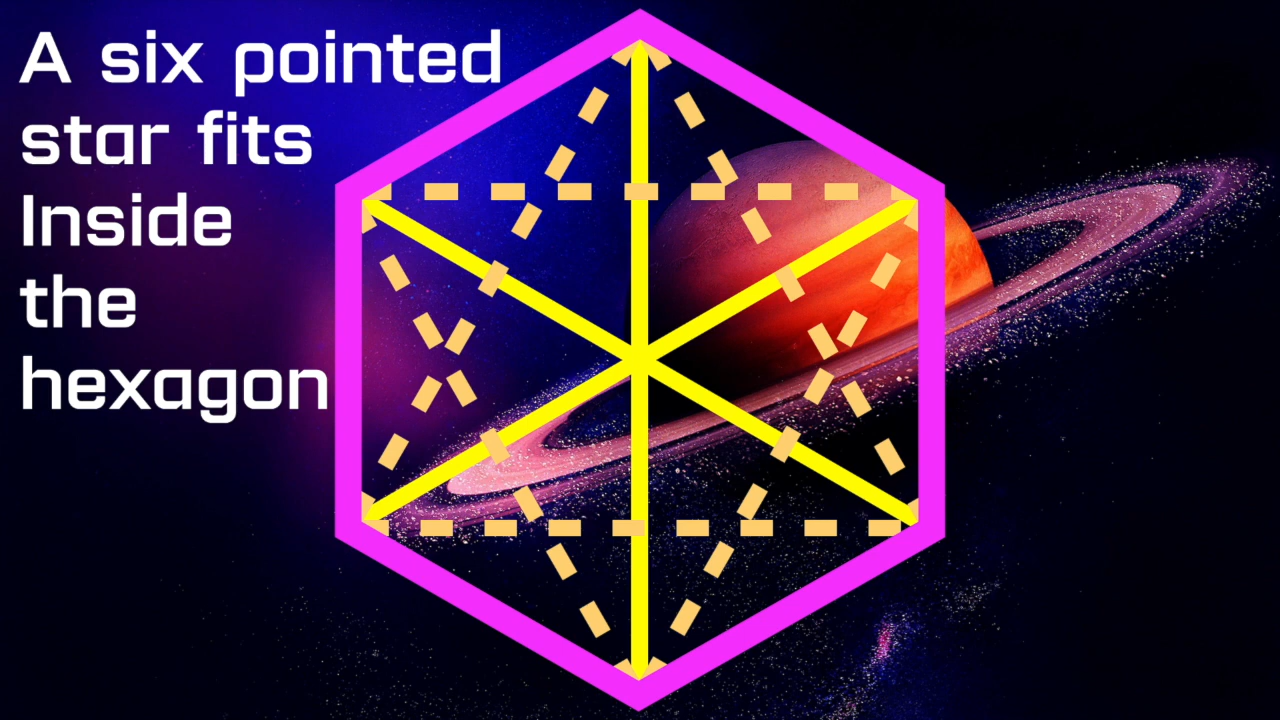 A six pointed
star fits
Inside
the
hexagon